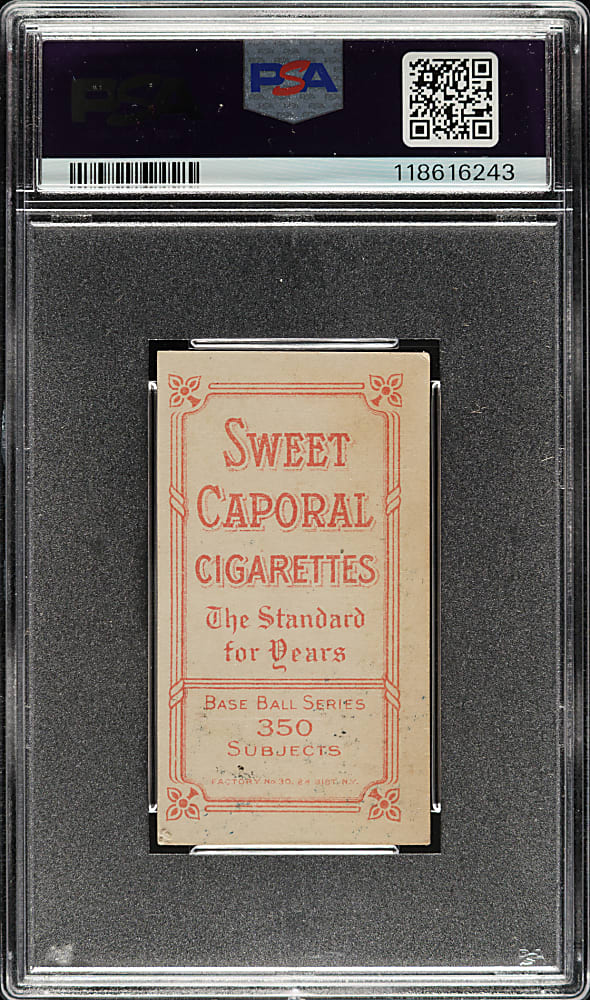 PSA
118616243
SWEET
CAPORAL
CIGARETTES
The Standard
for Years
BASE BALL SERIES
350
SUBJECTS
FACTORY No 30, 2d DIST. N.Y.